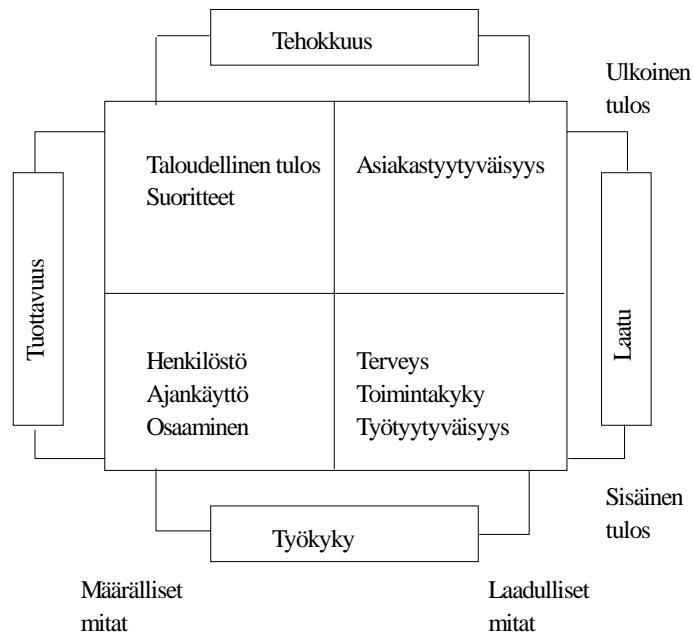 Tehokkuus
Ulkoinen
tulos
Taloudellinen tulos
Suoritteet
Asiakastyytyväisyys
Tuottavuus
Laatu
Henkilöstö
Ajankäyttö
Osaaminen
Terveys
Toimintakyky
Työtyytyväisyys
Sisäinen
tulos
Työkyky
Määrälliset
mitat
Laadulliset
mitat